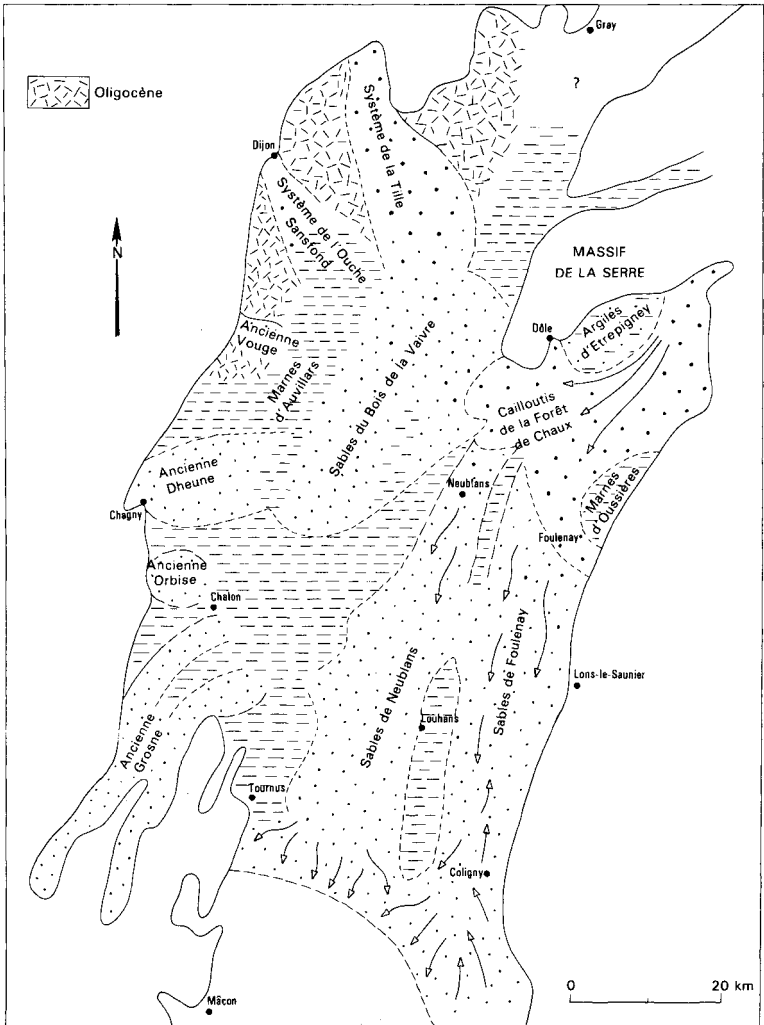 Gray
Oligocène
?
Système de la Tille
Dijon
Système de l'Ouche
Sansfond
N
MASSIF
DE LA SERRE
Ancienne
Vouge
Dôle
Argiles
d'Etrepigney
Marnes
d'Auvillars
Sables du Bois de la Vaivre
Cailloutis
de la Forêt
de Chaux
Ancienne
Dheune
Neublans
Marnes
d'Oussières
Chagny
Foulenay
Ancienne
Orbise
Chalon
Sables de Neublans
Sables de Foulenay
Lons-le-Saunier
Ancienne
Grosne
Louhans
Tournus
Coligny
0 20 km
Mâcon